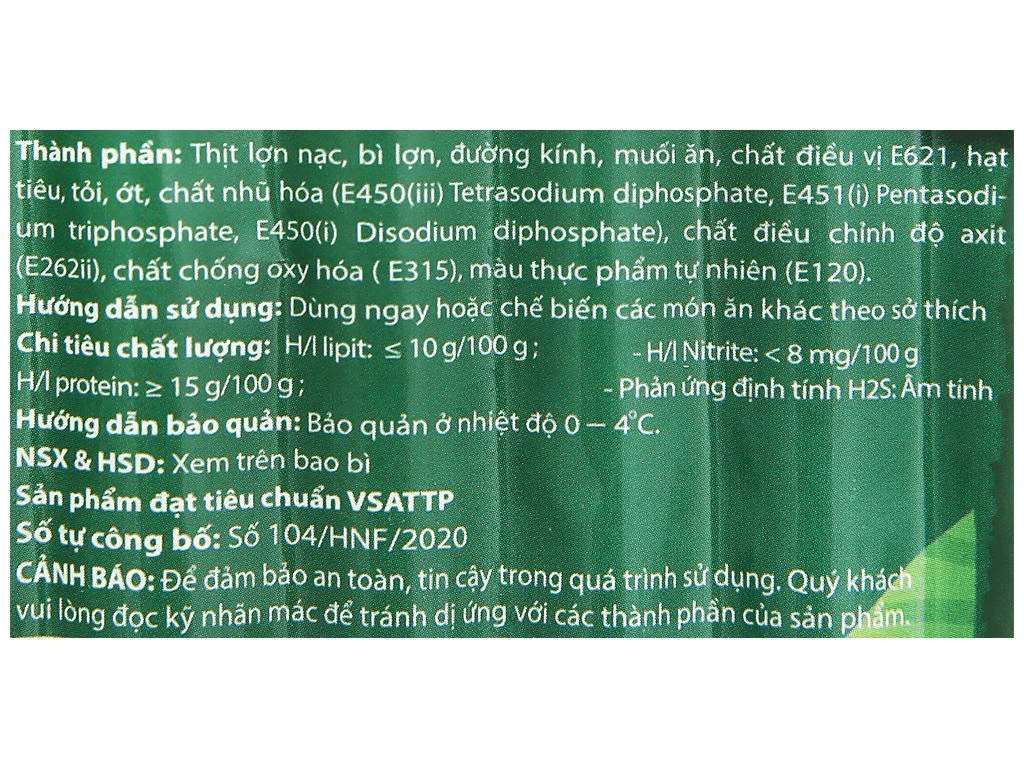 Thành phần: Thịt lợn nạc, bì lợn, đường kính, muối ăn, chất điều vị E621, hạt
tiêu, tỏi, ớt, chất nhũ hóa (E450(iii) Tetrasodium diphosphate, E451(i) Pentasodi-
um triphosphate, E450(i) Disodium diphosphate), chất điều chỉnh độ axit
(E262ii), chất chống oxy hóa ( E315), màu thực phẩm tự nhiên (E120).
Hướng dẫn sử dụng: Dùng ngay hoặc chế biến các món ăn khác theo sở thích
Chi tiêu chất lượng: H/l lipit: ≤ 10 g/100 g; - H/l Nitrite: < 8 mg/100 g
H/l protein: ≥ 15 g/100 g; - Phản ứng định tính H2S: Âm tính
Hướng dẫn bảo quản: Bảo quản ở nhiệt độ 0 – 4°C.
NSX & HSD: Xem trên bao bì
Sản phẩm đạt tiêu chuẩn VSATTP
Số tự công bố: Số 104/HNF/2020
CẢNH BÁO: Để đảm bảo an toàn, tin cậy trong quá trình sử dụng. Quý khách
vui lòng đọc kỹ nhãn mác để tránh dị ứng với các thành phần của sản phẩm.